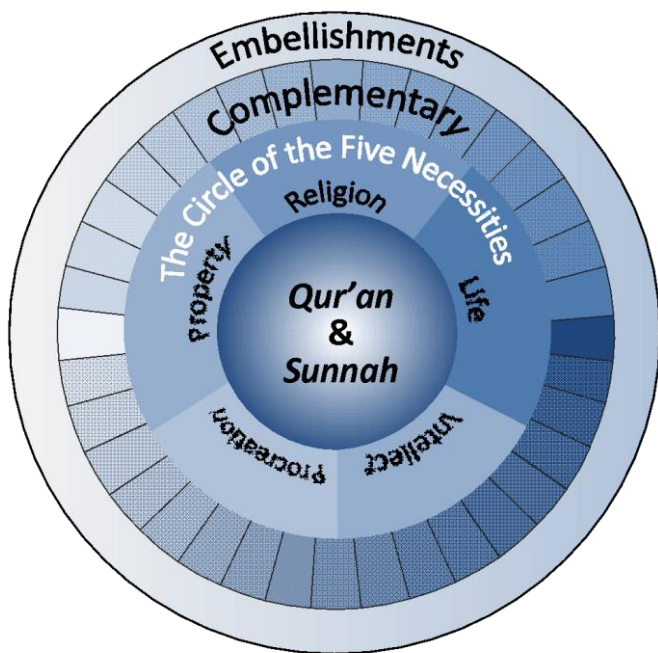 Embellishments
Complementary
The Circle of the Five Necessities
Religion
Life
Intellect
Procreation
Property
Qur'an
&
Sunnah